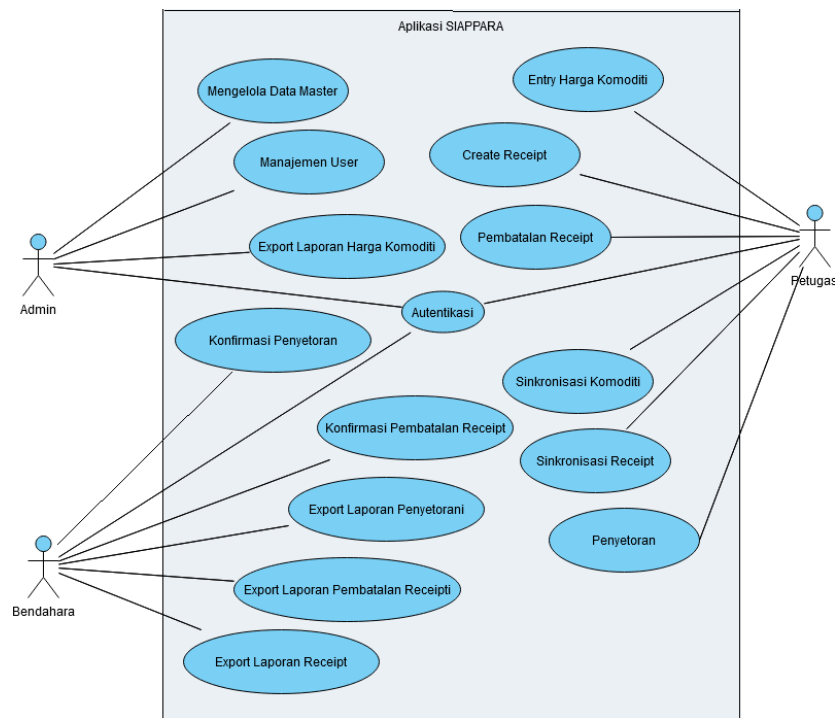 Aplikasi SIAPPARA
Mengelola Data Master
Entry Harga Komoditi
Manajemen User
Create Receipt
Export Laporan Harga Komoditi
Pembatalan Receipt
Admin
Petugas
Autentikasi
Konfirmasi Penyetoran
Sinkronisasi Komoditi
Konfirmasi Pembatalan Receipt
Sinkronisasi Receipt
Export Laporan Penyetorani
Penyetoran
Bendahara
Export Laporan Pembatalan Receipti
Export Laporan Receipt